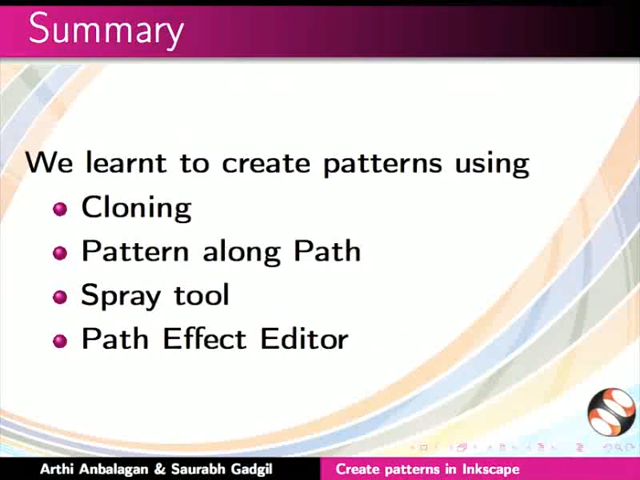 Summary
We learnt to create patterns using
Cloning
Pattern along Path
Spray tool
Path Effect Editor
Arthi Anbalagan & Saurabh Gadgil
Create patterns in Inkscape